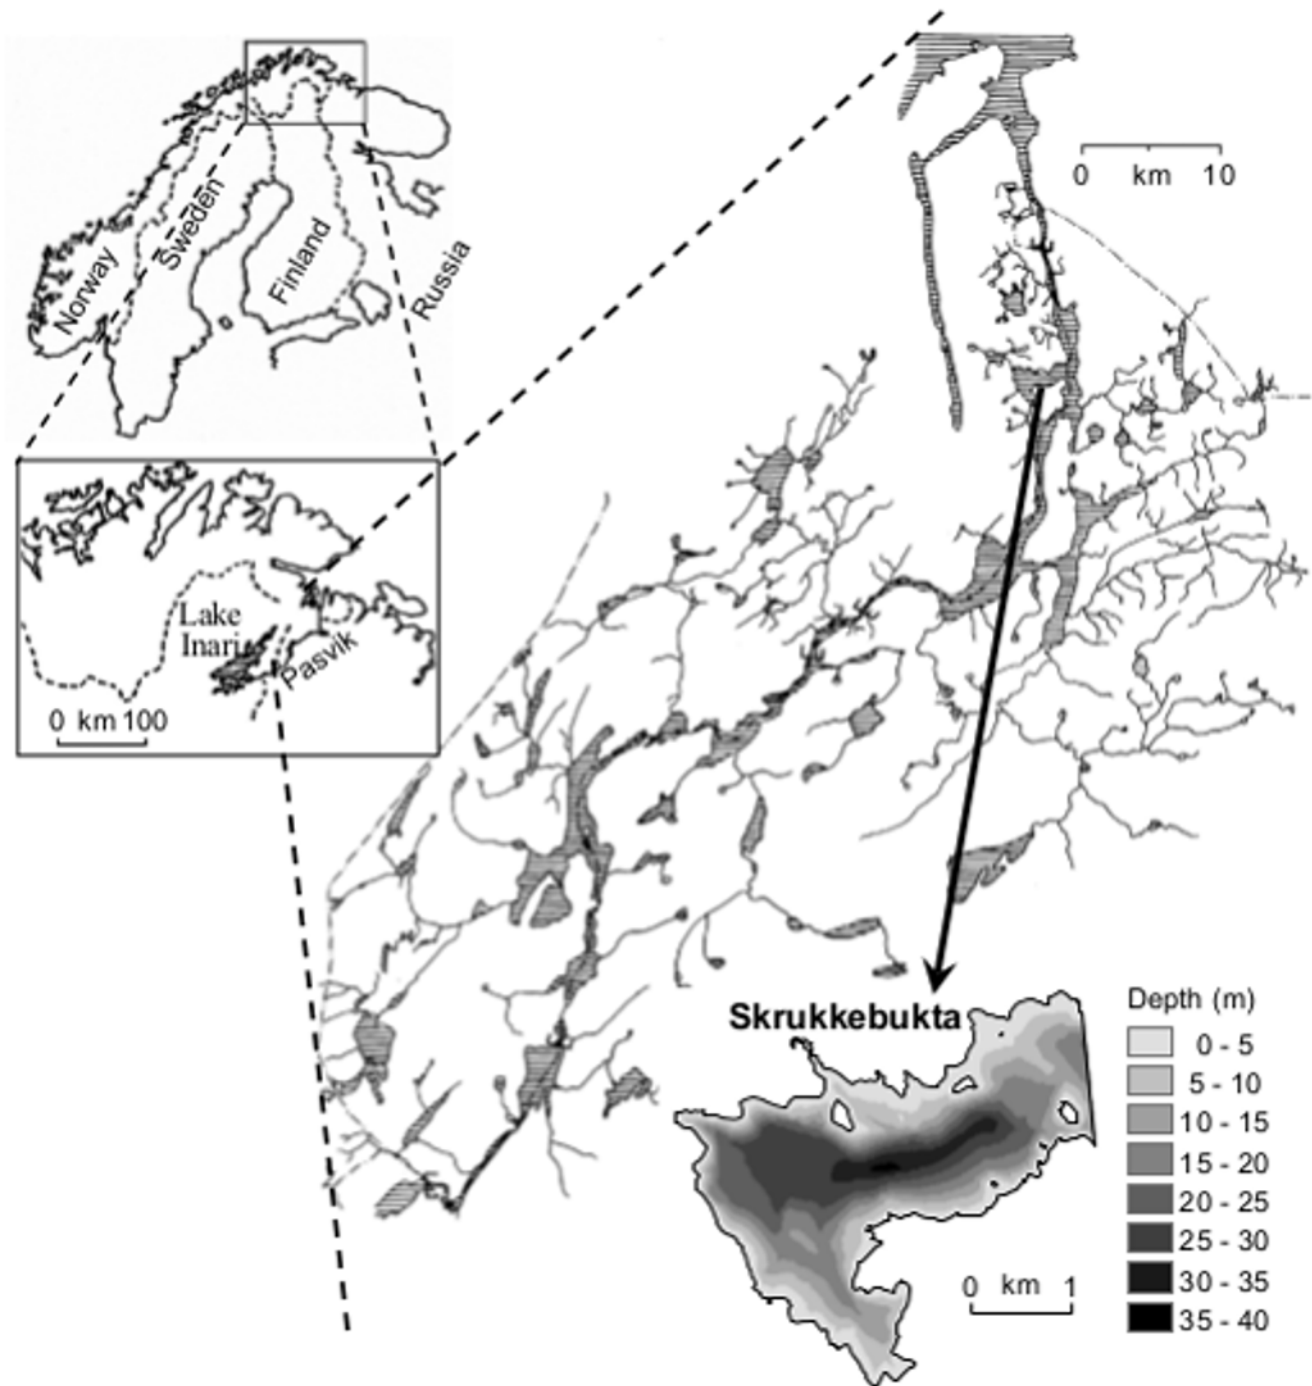 Norway
Sweden
Finland
Russia
0 km 10
Lake
Inari
Pasvik
0 km 100
Skrukkebukta
Depth (m)
0 - 5
5 - 10
10 - 15
15 - 20
20 - 25
25 - 30
30 - 35
35 - 40
0 km 1